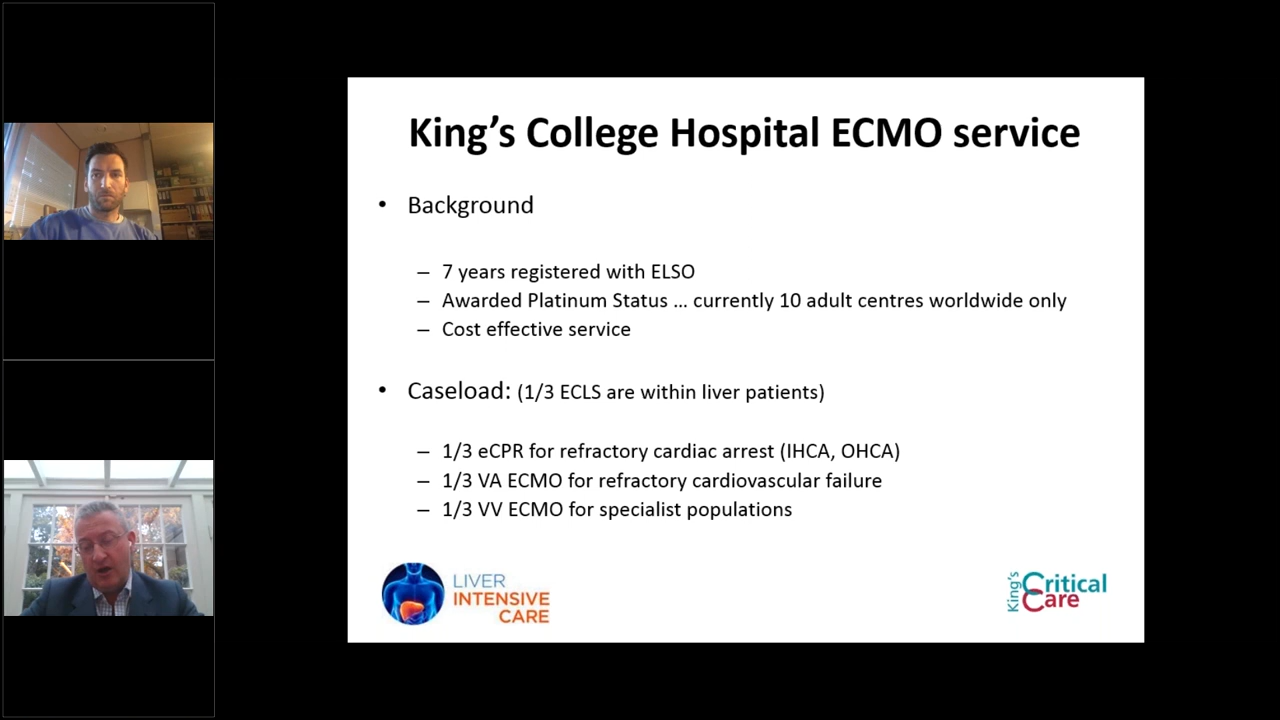 King's College Hospital ECMO service
• Background
– 7 years registered with ELSO
– Awarded Platinum Status ... currently 10 adult centres worldwide only
– Cost effective service
• Caseload: (1/3 ECLS are within liver patients)
– 1/3 eCPR for refractory cardiac arrest (IHCA, OHCA)
– 1/3 VA ECMO for refractory cardiovascular failure
– 1/3 VV ECMO for specialist populations
LIVER
INTENSIVE
CARE
King's
Critical
Care